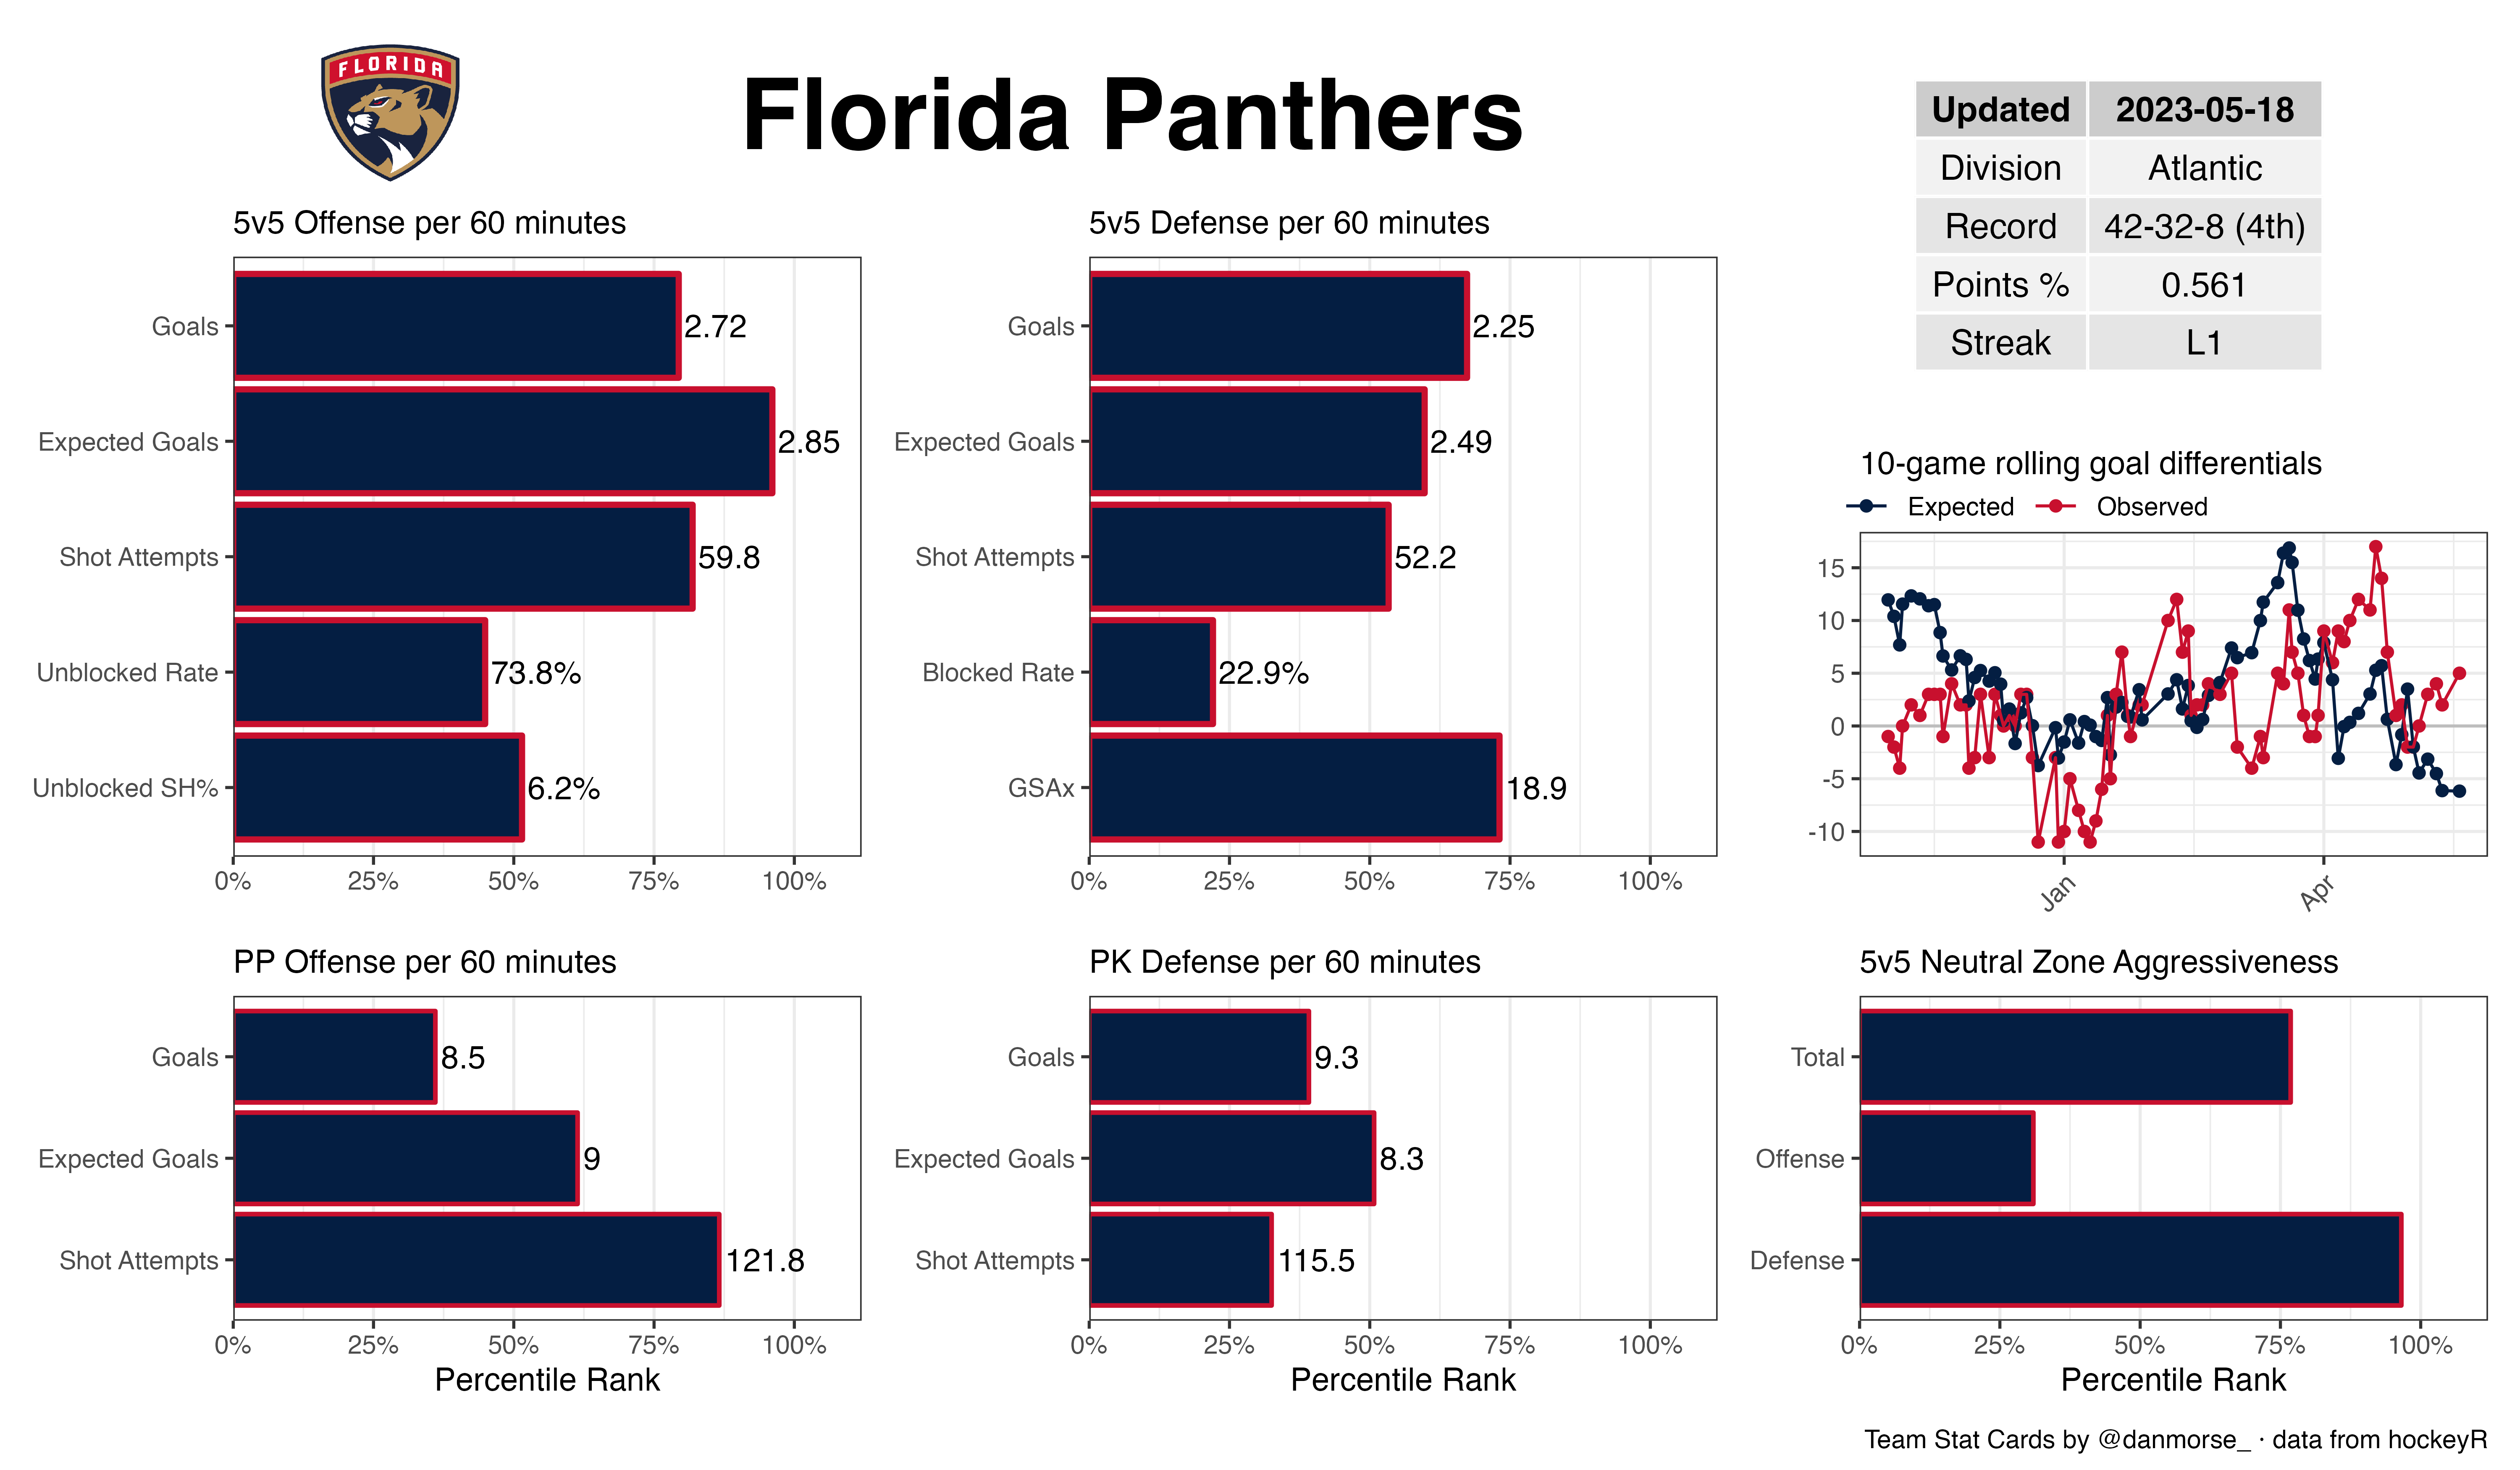 FLORIDA
Florida Panthers
Updated 2023-05-18
Division Atlantic
Record 42-32-8 (4th)
Points % 0.561
Streak L1
5v5 Offense per 60 minutes
Goals 2.72
Expected Goals 2.85
Shot Attempts 59.8
Unblocked Rate 73.8%
Unblocked SH% 6.2%
0% 25% 50% 75% 100%
5v5 Defense per 60 minutes
Goals 2.25
Expected Goals 2.49
Shot Attempts 52.2
Blocked Rate 22.9%
GSAx 18.9
0% 25% 50% 75% 100%
10-game rolling goal differentials
Expected Observed
15
10
5
0
-5
-10
Jan Apr
PP Offense per 60 minutes
Goals 8.5
Expected Goals 9
Shot Attempts 121.8
0% 25% 50% 75% 100%
Percentile Rank
PK Defense per 60 minutes
Goals 9.3
Expected Goals 8.3
Shot Attempts 115.5
0% 25% 50% 75% 100%
Percentile Rank
5v5 Neutral Zone Aggressiveness
Total
Offense
Defense
0% 25% 50% 75% 100%
Percentile Rank
Team Stat Cards by @danmorse_ · data from hockeyR